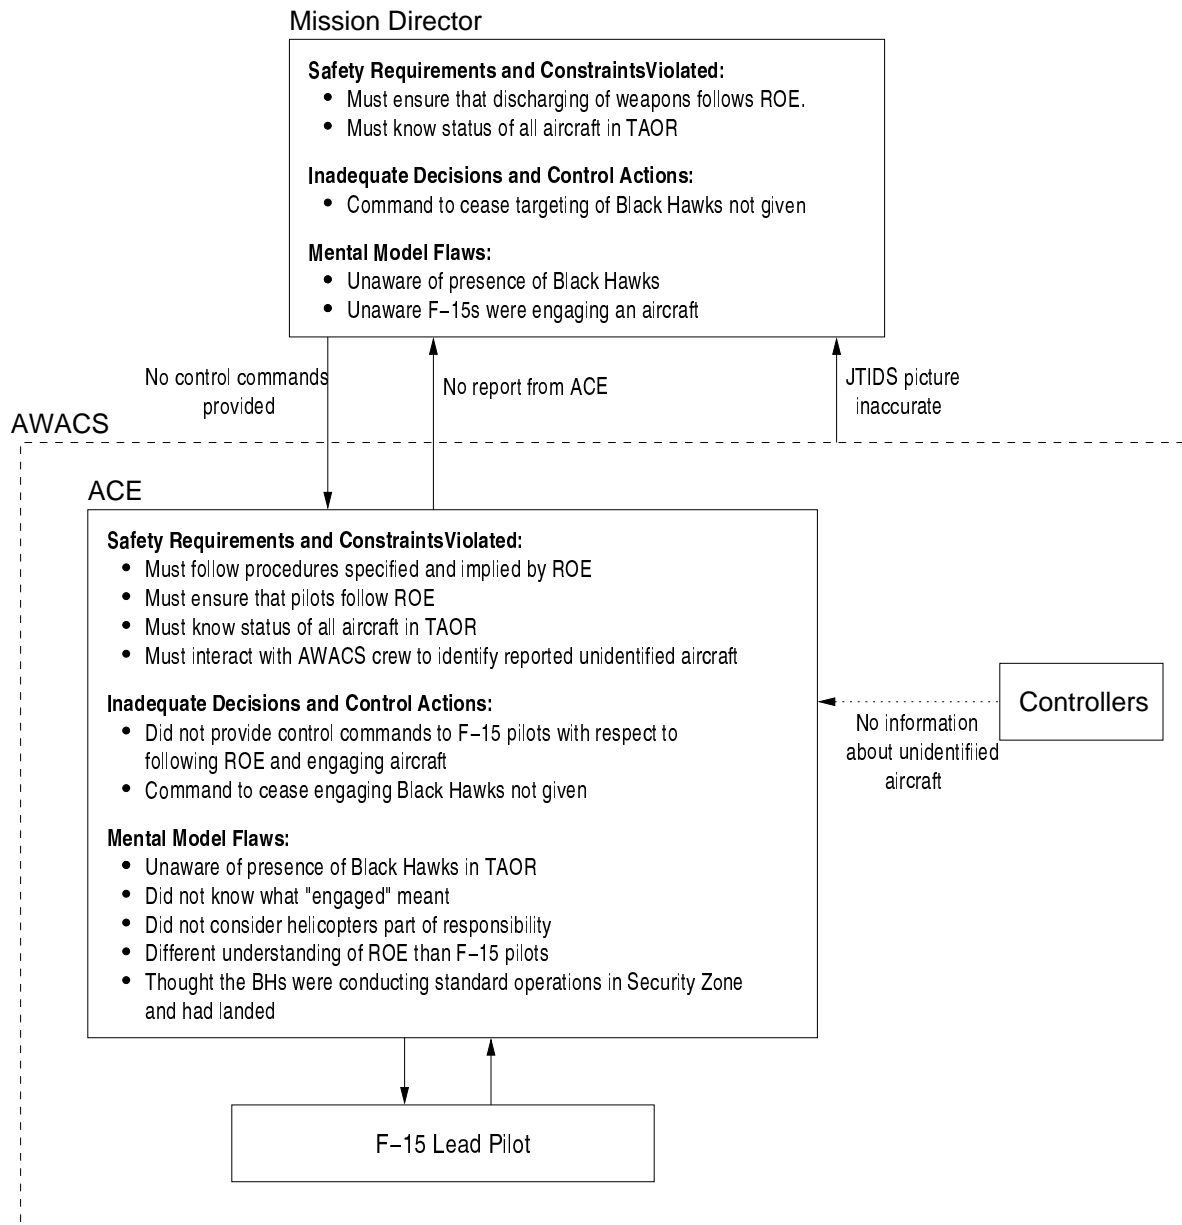 Mission Director
Safety Requirements and ConstraintsViolated:
• Must ensure that discharging of weapons follows ROE.
• Must know status of all aircraft in TAOR
Inadequate Decisions and Control Actions:
• Command to cease targeting of Black Hawks not given
Mental Model Flaws:
• Unaware of presence of Black Hawks
• Unaware F−15s were engaging an aircraft
No control commands
provided
No report from ACE
JTIDS picture
inaccurate
AWACS
ACE
Safety Requirements and ConstraintsViolated:
• Must follow procedures specified and implied by ROE
• Must ensure that pilots follow ROE
• Must know status of all aircraft in TAOR
• Must interact with AWACS crew to identify reported unidentified aircraft
Inadequate Decisions and Control Actions:
• Did not provide control commands to F−15 pilots with respect to
following ROE and engaging aircraft
• Command to cease engaging Black Hawks not given
Mental Model Flaws:
• Unaware of presence of Black Hawks in TAOR
• Did not know what "engaged" meant
• Did not consider helicopters part of responsibility
• Different understanding of ROE than F−15 pilots
• Thought the BHs were conducting standard operations in Security Zone
and had landed
Controllers
No information
about unidentifiied
aircraft
F−15 Lead Pilot